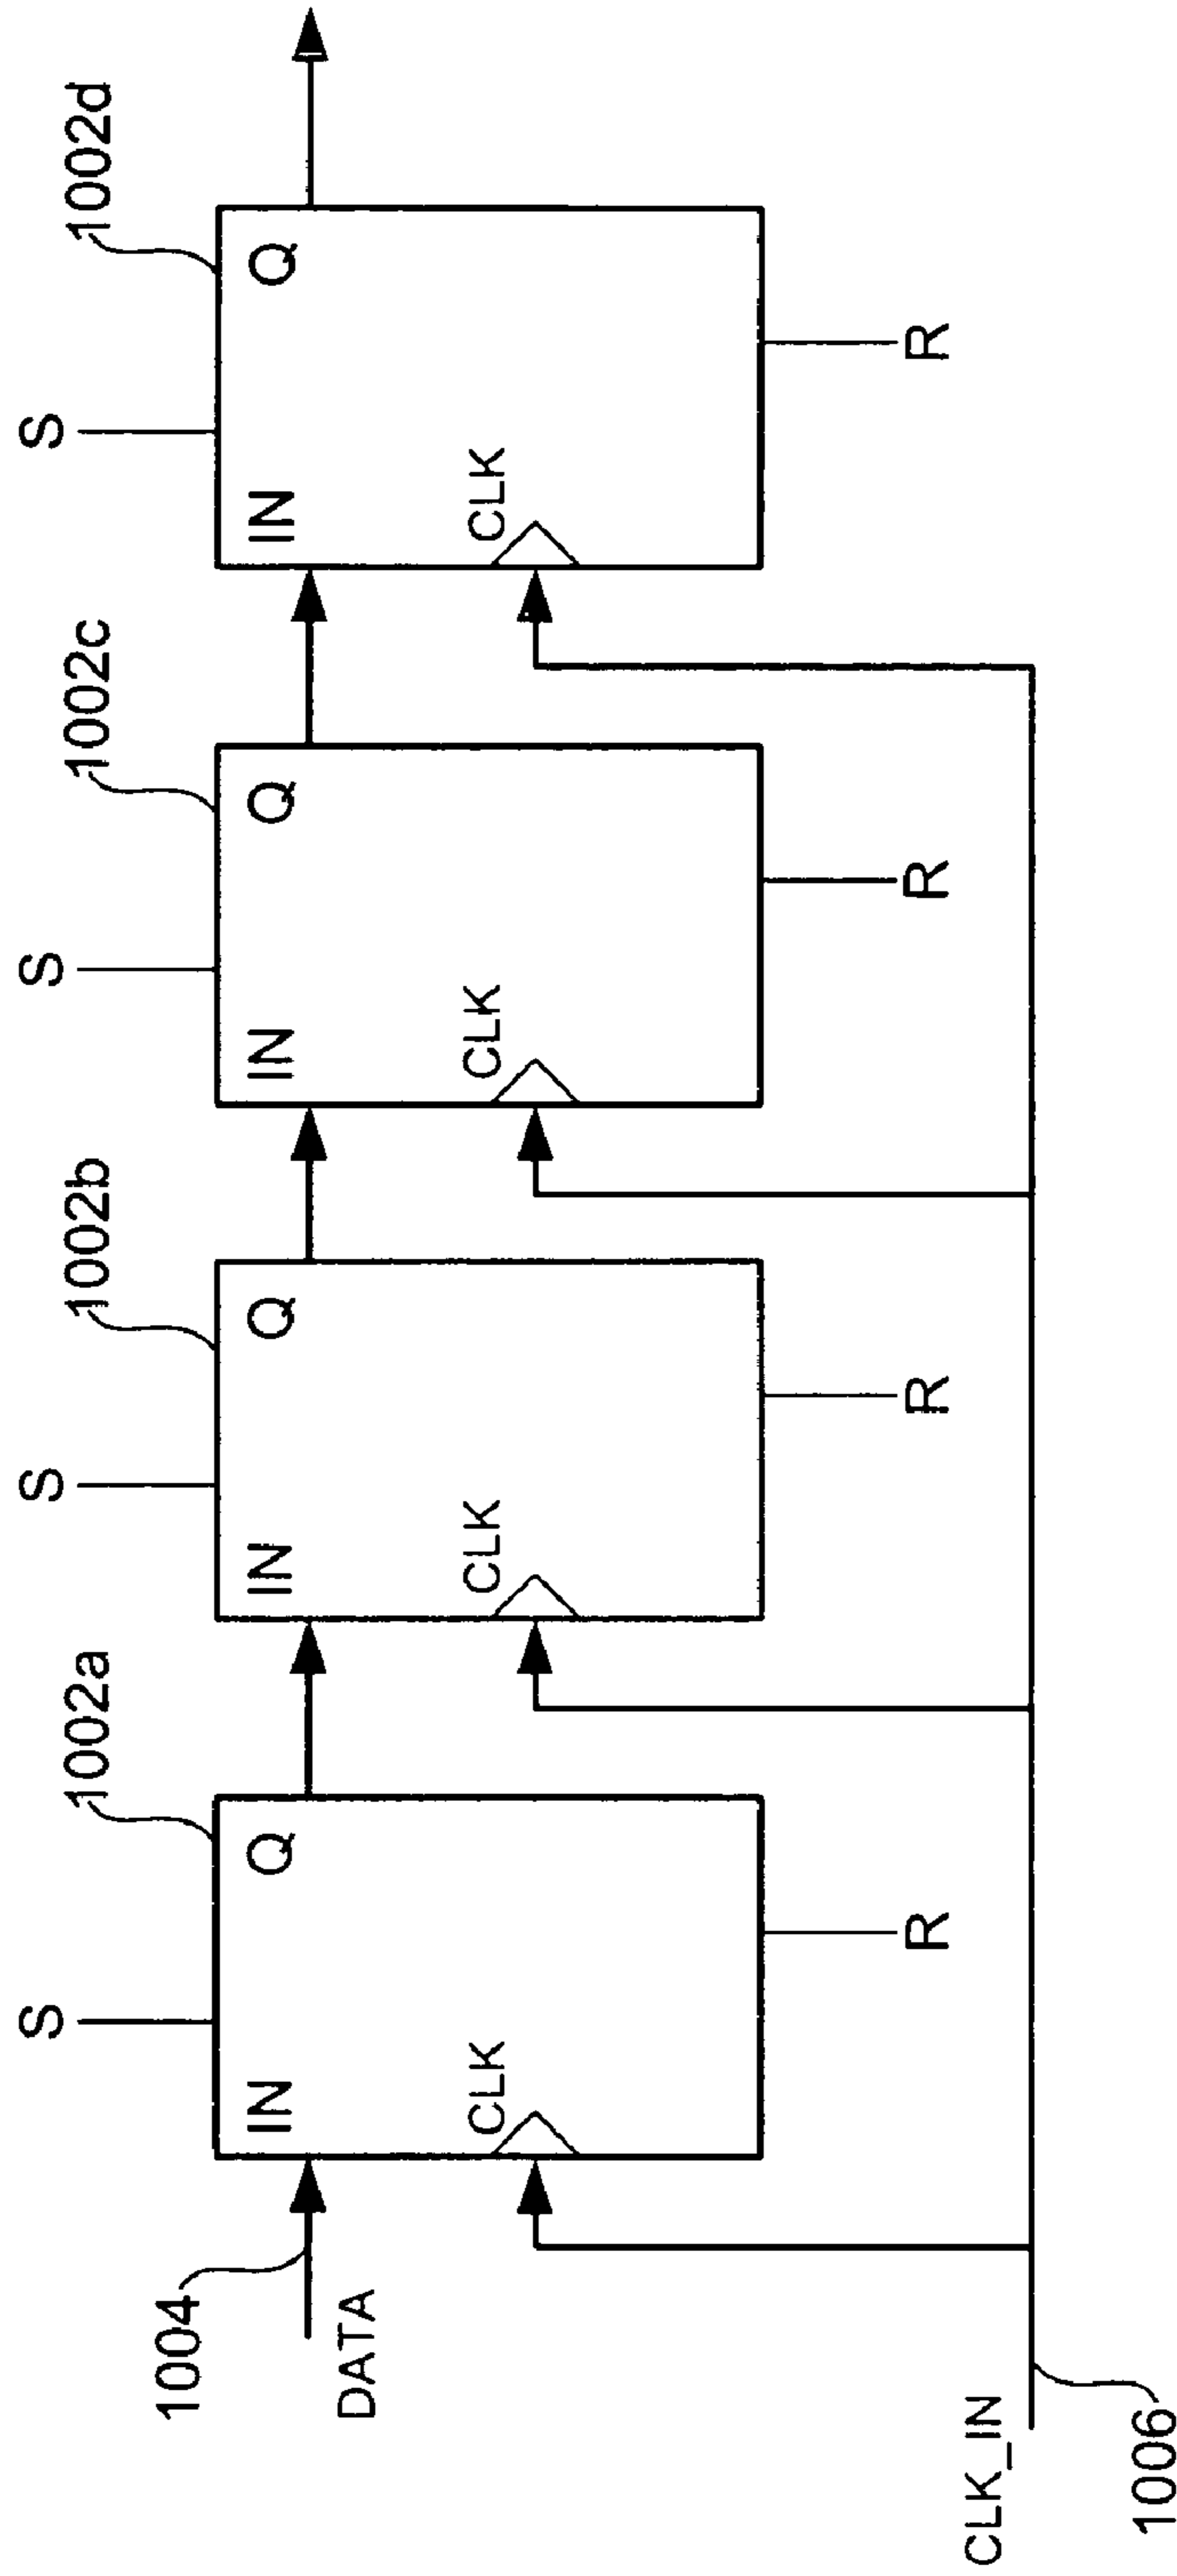 1002a
1002b
1002c
1002d
S
S
S
S
1004
IN
Q
IN
Q
IN
Q
IN
Q
DATA
CLK
CLK
CLK
CLK
R
R
R
R
CLK_IN
1006